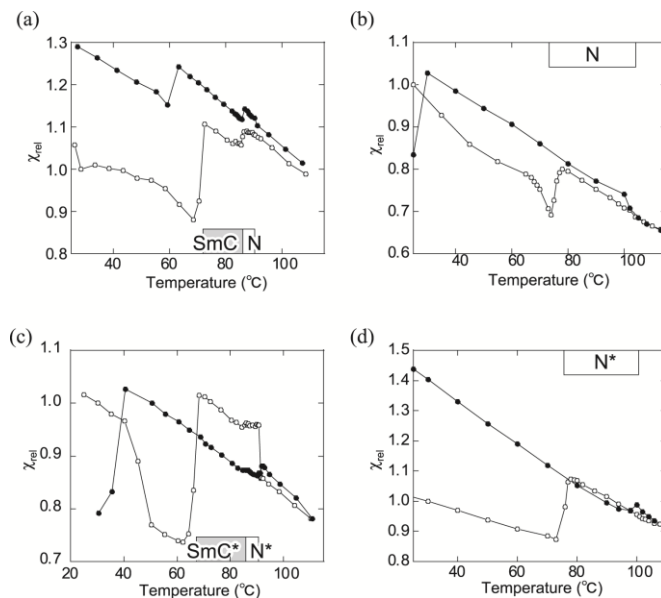 (a)
1.3
1.2
1.1
1.0
0.9
0.8
χrel
SmC N
40 60 80 100
Temperature (°C)
(b)
1.1
1.0
0.9
0.8
0.7
0.6
χrel
N
40 60 80 100
Temperature (°C)
(c)
1.1
1.0
0.9
0.8
0.7
χrel
SmC* N*
20 40 60 80 100
Temperature (°C)
(d)
1.5
1.4
1.3
1.2
1.1
1.0
0.9
0.8
χrel
N*
40 60 80 100
Temperature (°C)